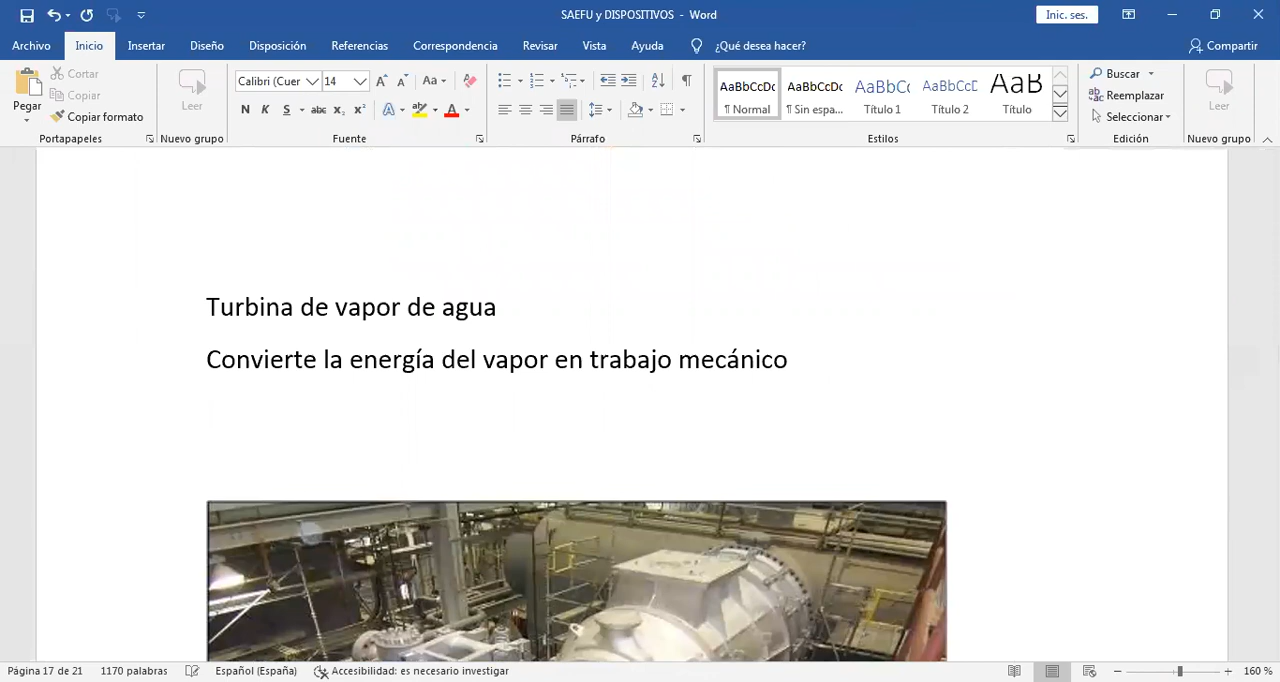 SAEFU y DISPOSITIVOS - Word
Inic. ses.
Archivo Inicio Insertar Diseño Disposición Referencias Correspondencia Revisar Vista Ayuda ¿Qué desea hacer? Compartir
Pegar
Cortar
Copiar
Copiar formato
Portapapeles
Leer
Nuevo grupo
Calibri (Cuer 14
N K S abc x₂ x²
Fuente
Párrafo
AaBbCcDc AaBbCcDc AaBbCc AaBbCcD AaB
¶ Normal ¶ Sin espa... Título 1 Título 2 Título
Estilos
Buscar
Reemplazar
Seleccionar
Edición
Leer
Nuevo grupo
Turbina de vapor de agua
Convierte la energía del vapor en trabajo mecánico
Página 17 de 21 1170 palabras Español (España) Accesibilidad: es necesario investigar 160 %